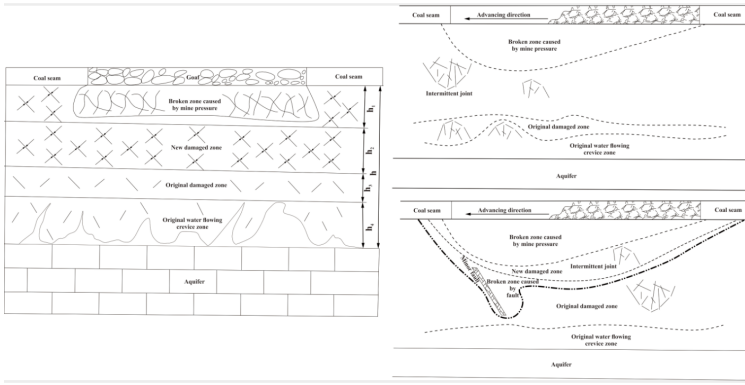 Coal seam
Goaf
Coal seam
Broken zone caused
by mine pressure
h1
New damaged zone
h2
h
Original damaged zone
h3
Original water flowing
crevice zone
h4
Aquifer
Coal seam
Advancing direction
Coal seam
Broken zone caused
by mine pressure
Intermittent joint
Original damaged zone
Original water flowing
crevice zone
Aquifer
Coal seam
Advancing direction
Coal seam
Broken zone caused
by mine pressure
Intermittent joint
New damaged zone
Minor fault
Broken zone caused
by
fault
Original damaged zone
Original water flowing
crevice zone
Aquifer